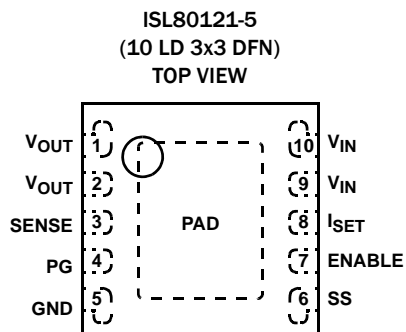 ISL80121-5
(10 LD 3x3 DFN)
TOP VIEW
VOUT 1 10 VIN
VOUT 2 9 VIN
SENSE 3 PAD 8 ISET
PG 4 7 ENABLE
GND 5 6 SS